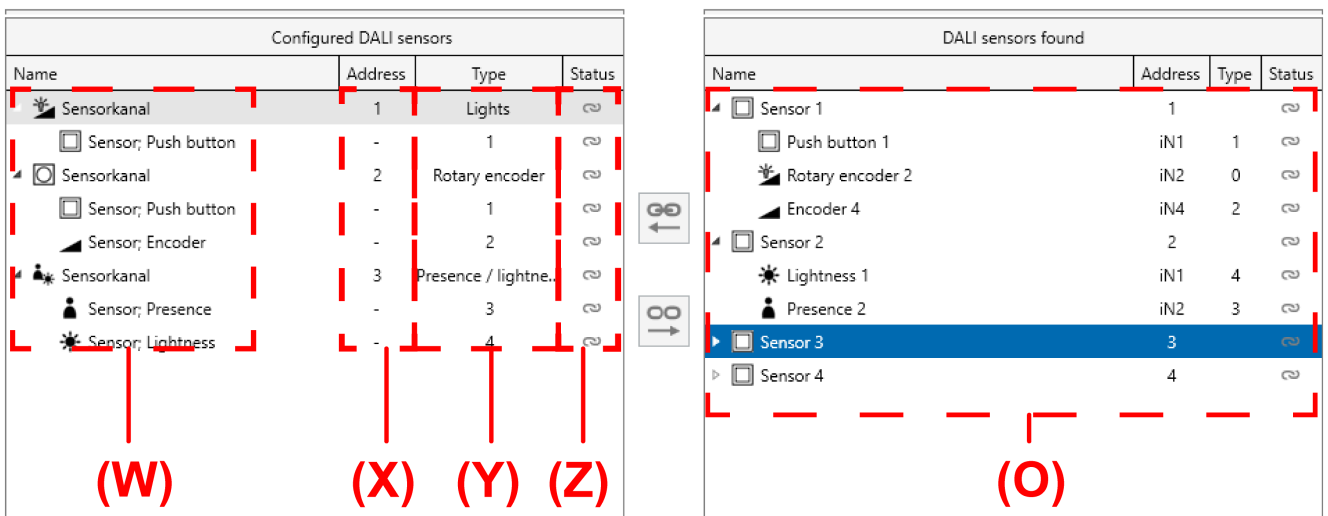 Configured DALI sensors
Name Address Type Status
Sensorkanal 1 Lights
Sensor; Push button - 1
Sensorkanal 2 Rotary encoder
Sensor; Push button - 1
Sensor; Encoder - 2
Sensorkanal 3 Presence / lightne..
Sensor; Presence - 3
Sensor; Lightness - 4
(W) (X) (Y) (Z)
DALI sensors found
Name Address Type Status
Sensor 1 1
Push button 1 iN1 1
Rotary encoder 2 iN2 0
Encoder 4 iN4 2
Sensor 2 2
Lightness 1 iN1 4
Presence 2 iN2 3
Sensor 3 3
Sensor 4 4
(O)